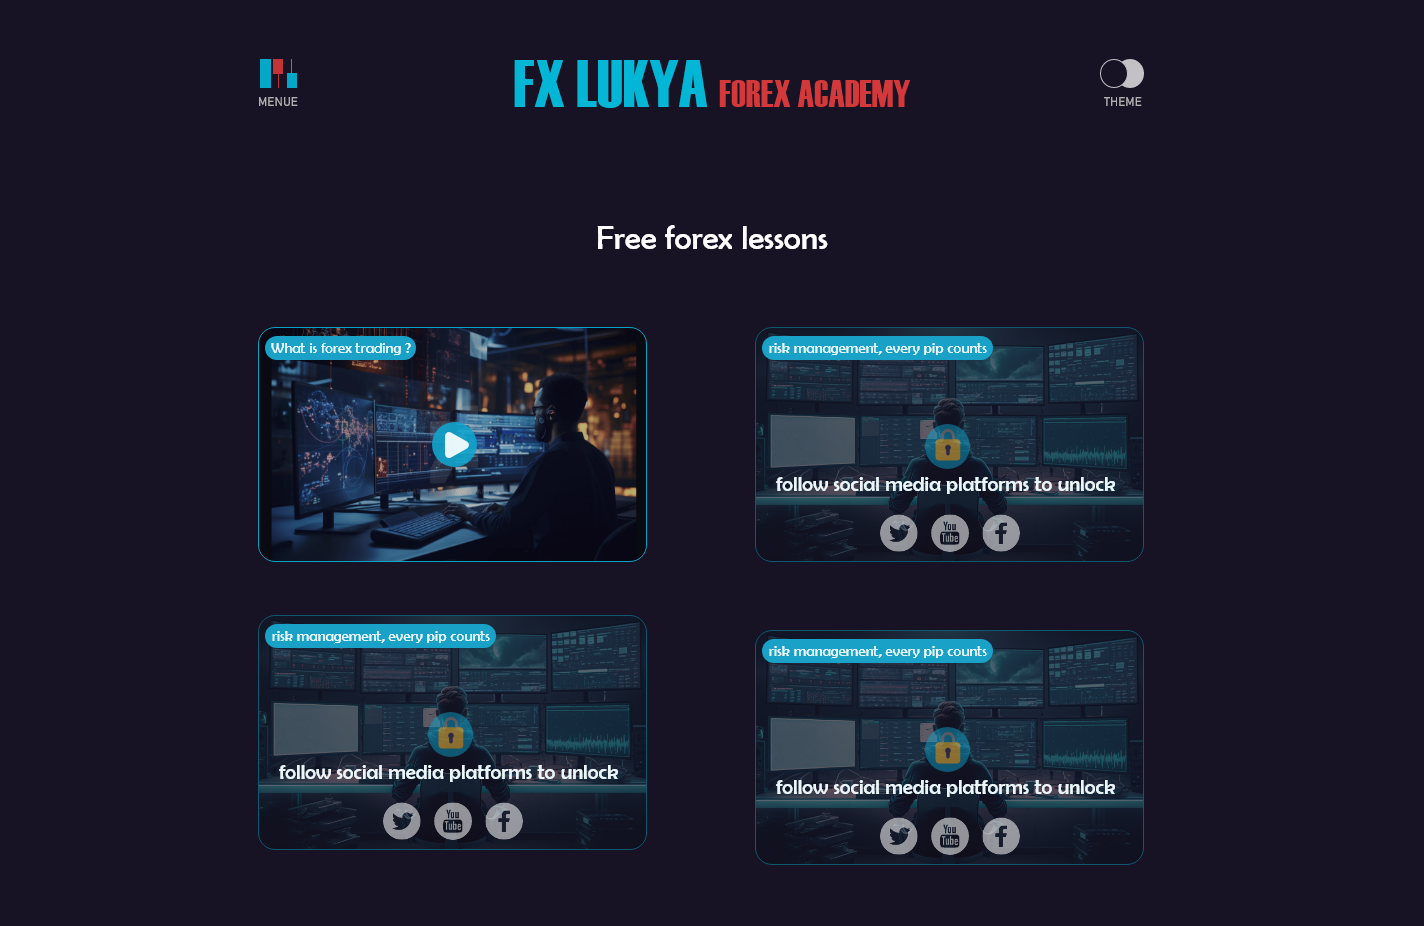 FX LUKYA FOREX ACADEMY
MENUE
THEME
Free forex lessons
What is forex trading ?
risk management, every pip counts
follow social media platforms to unlock
You
Tube
risk management, every pip counts
follow social media platforms to unlock
You
Tube
risk management, every pip counts
follow social media platforms to unlock
You
Tube